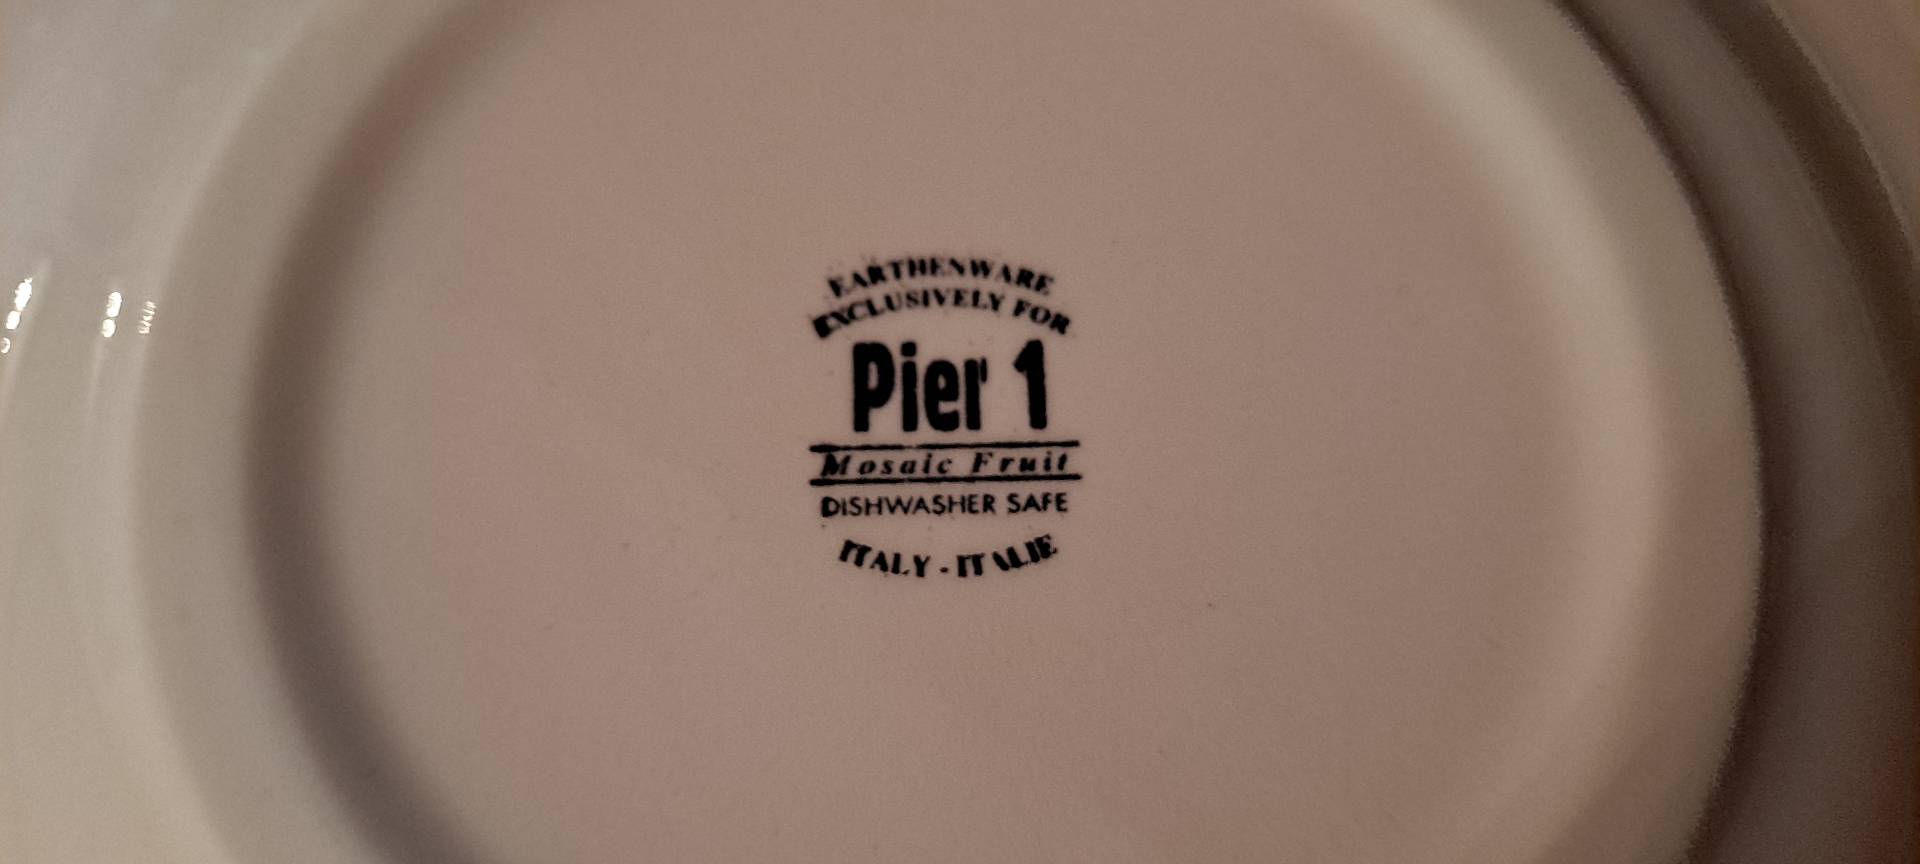 EARTHENWARE
EXCLUSIVELY FOR
Pier 1
Mosaic Fruit
DISHWASHER SAFE
ITALY - ITALIE